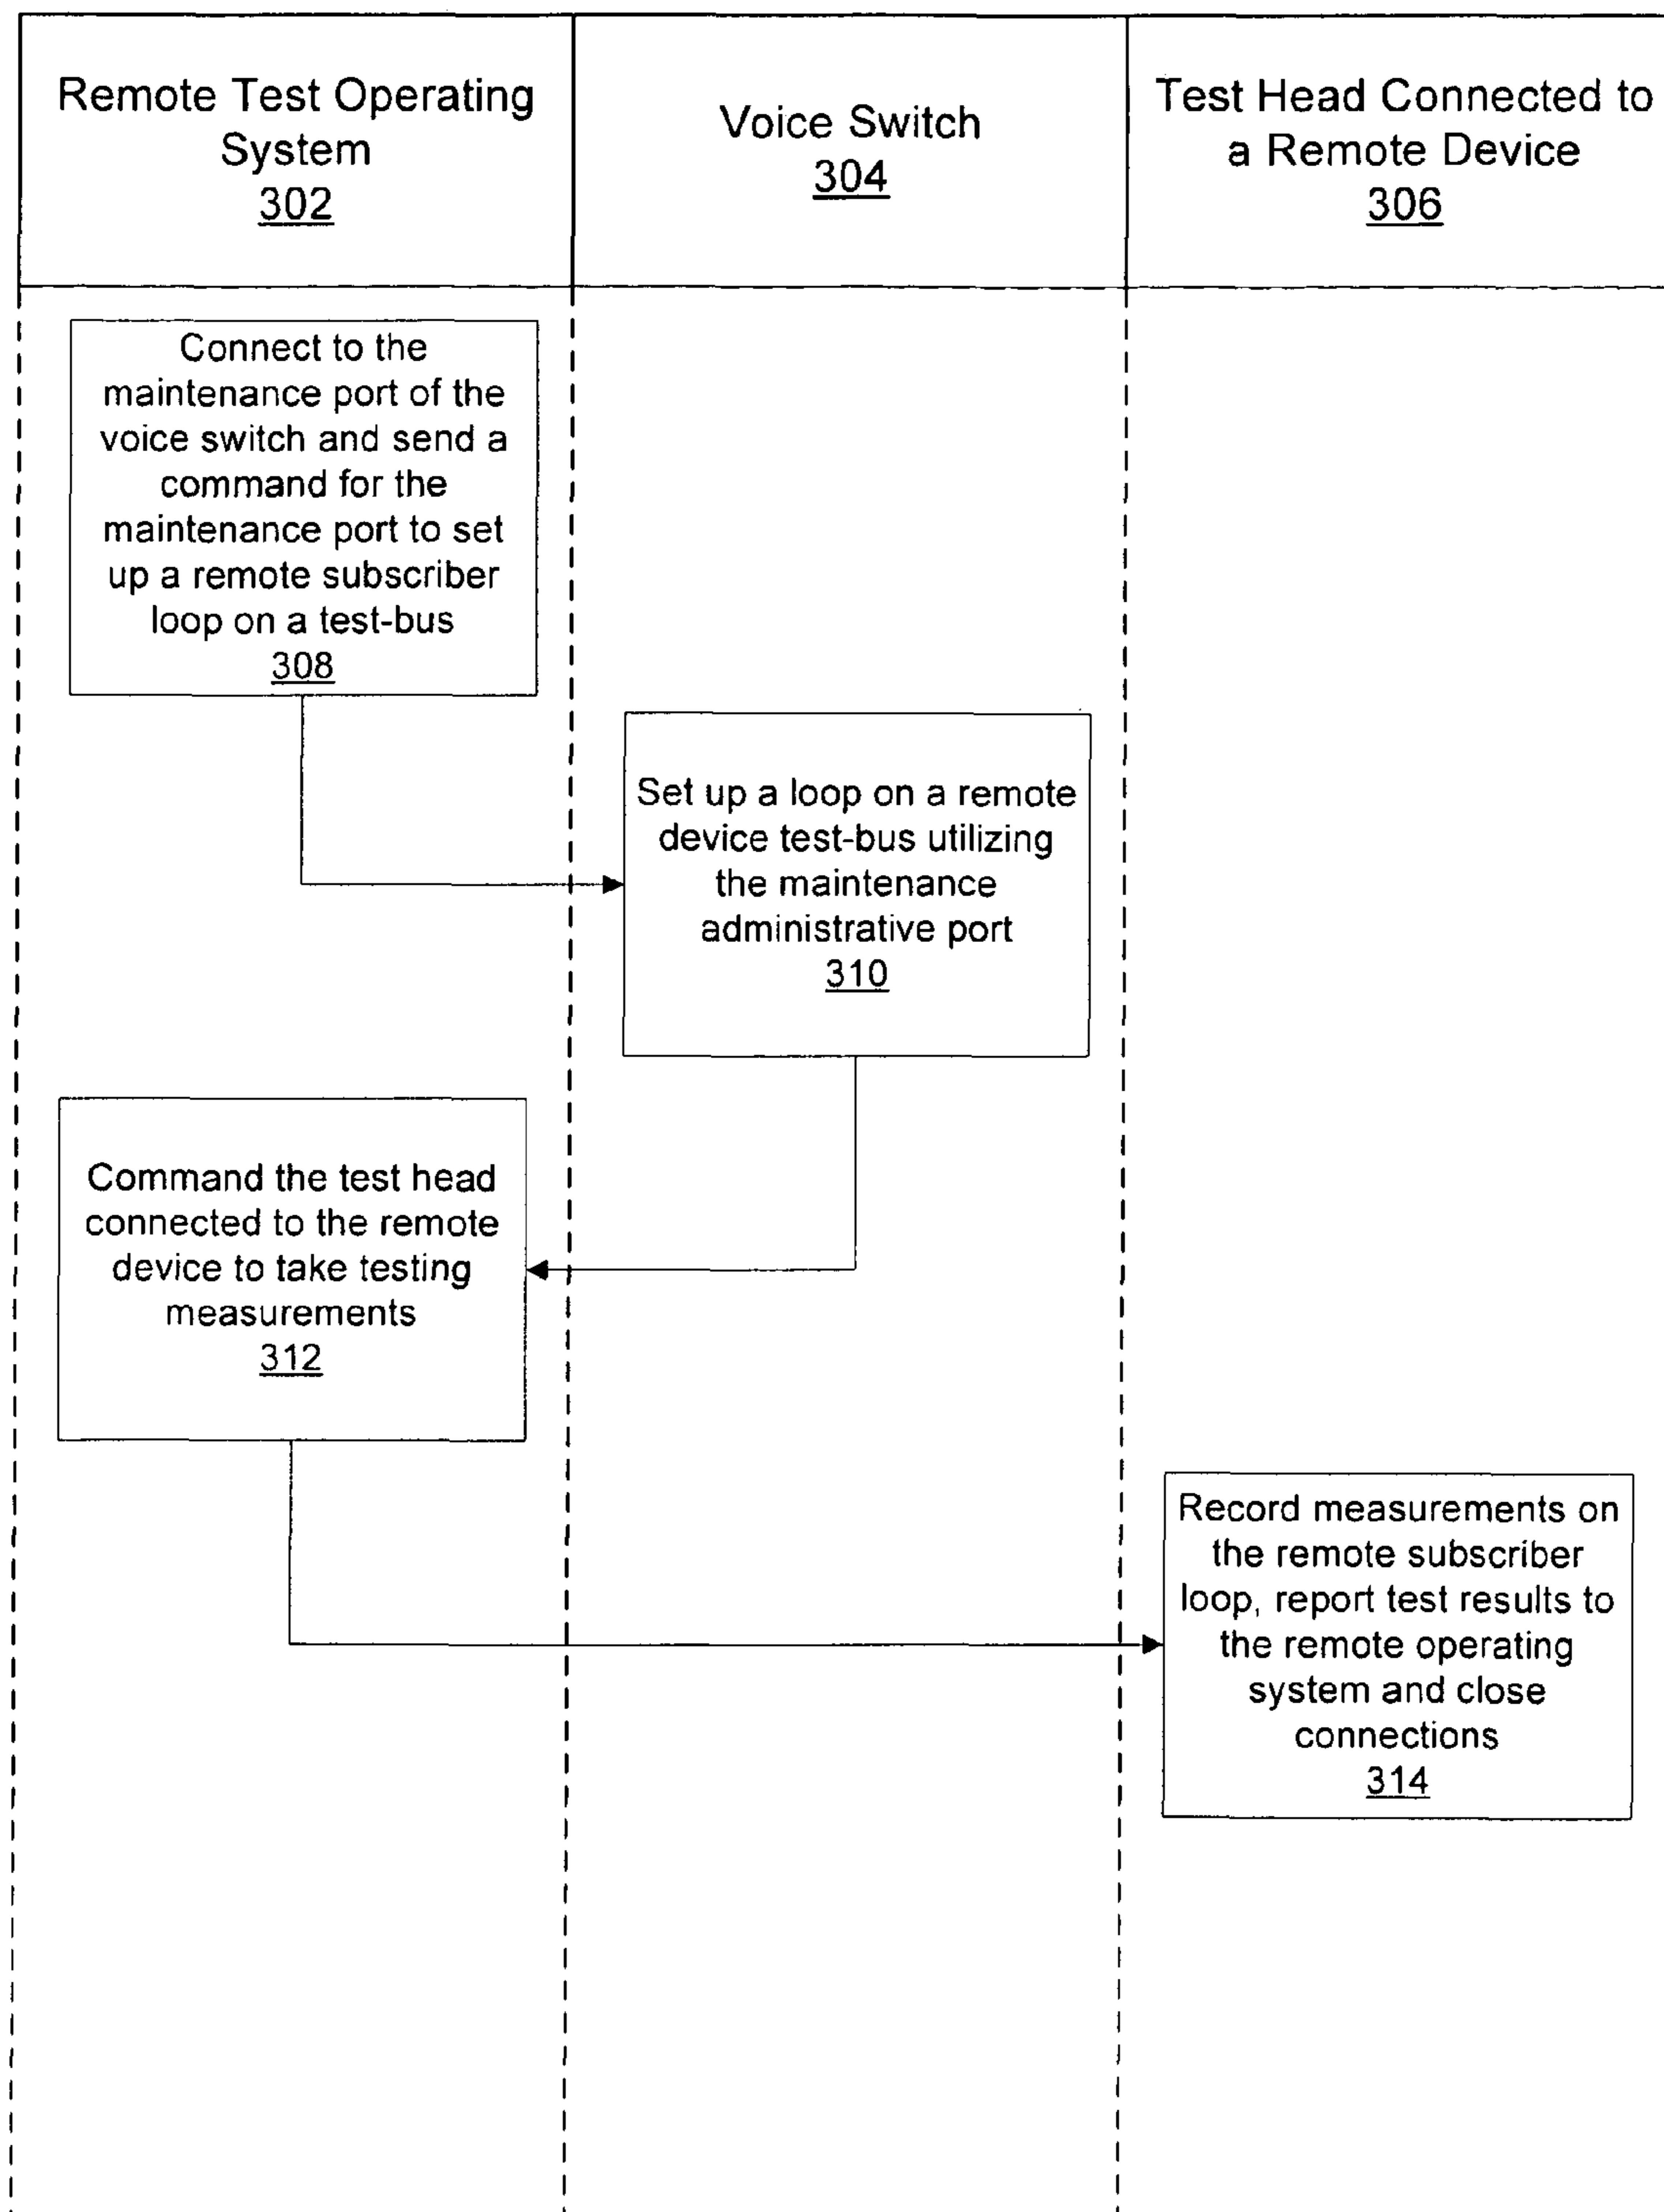 Remote Test Operating
System
302
Voice Switch
304
Test Head Connected to
a Remote Device
306
Connect to the
maintenance port of the
voice switch and send a
command for the
maintenance port to set
up a remote subscriber
loop on a test-bus
308
Set up a loop on a remote
device test-bus utilizing
the maintenance
administrative port
310
Command the test head
connected to the remote
device to take testing
measurements
312
Record measurements on
the remote subscriber
loop, report test results to
the remote operating
system and close
connections
314